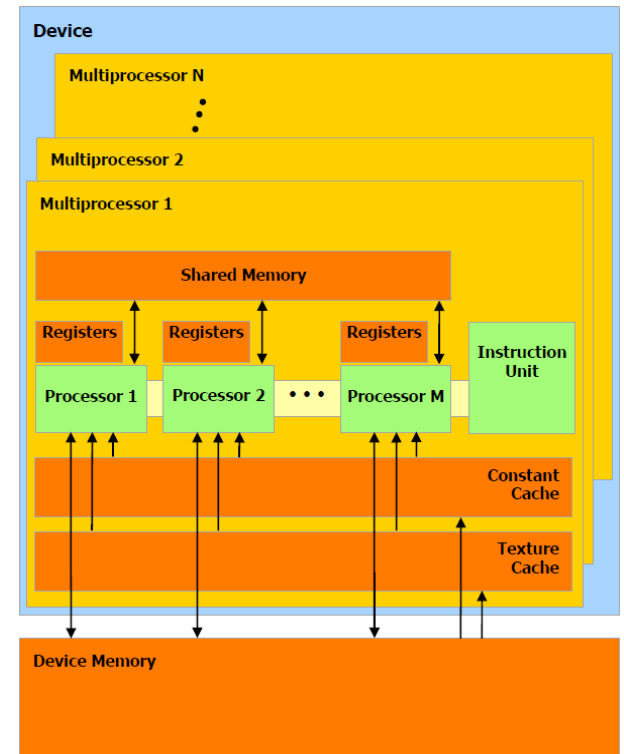 Device
Multiprocessor N
Multiprocessor 2
Multiprocessor 1
Shared Memory
Registers
Registers
Registers
Instruction
Unit
Processor 1
Processor 2
Processor M
Constant
Cache
Texture
Cache
Device Memory